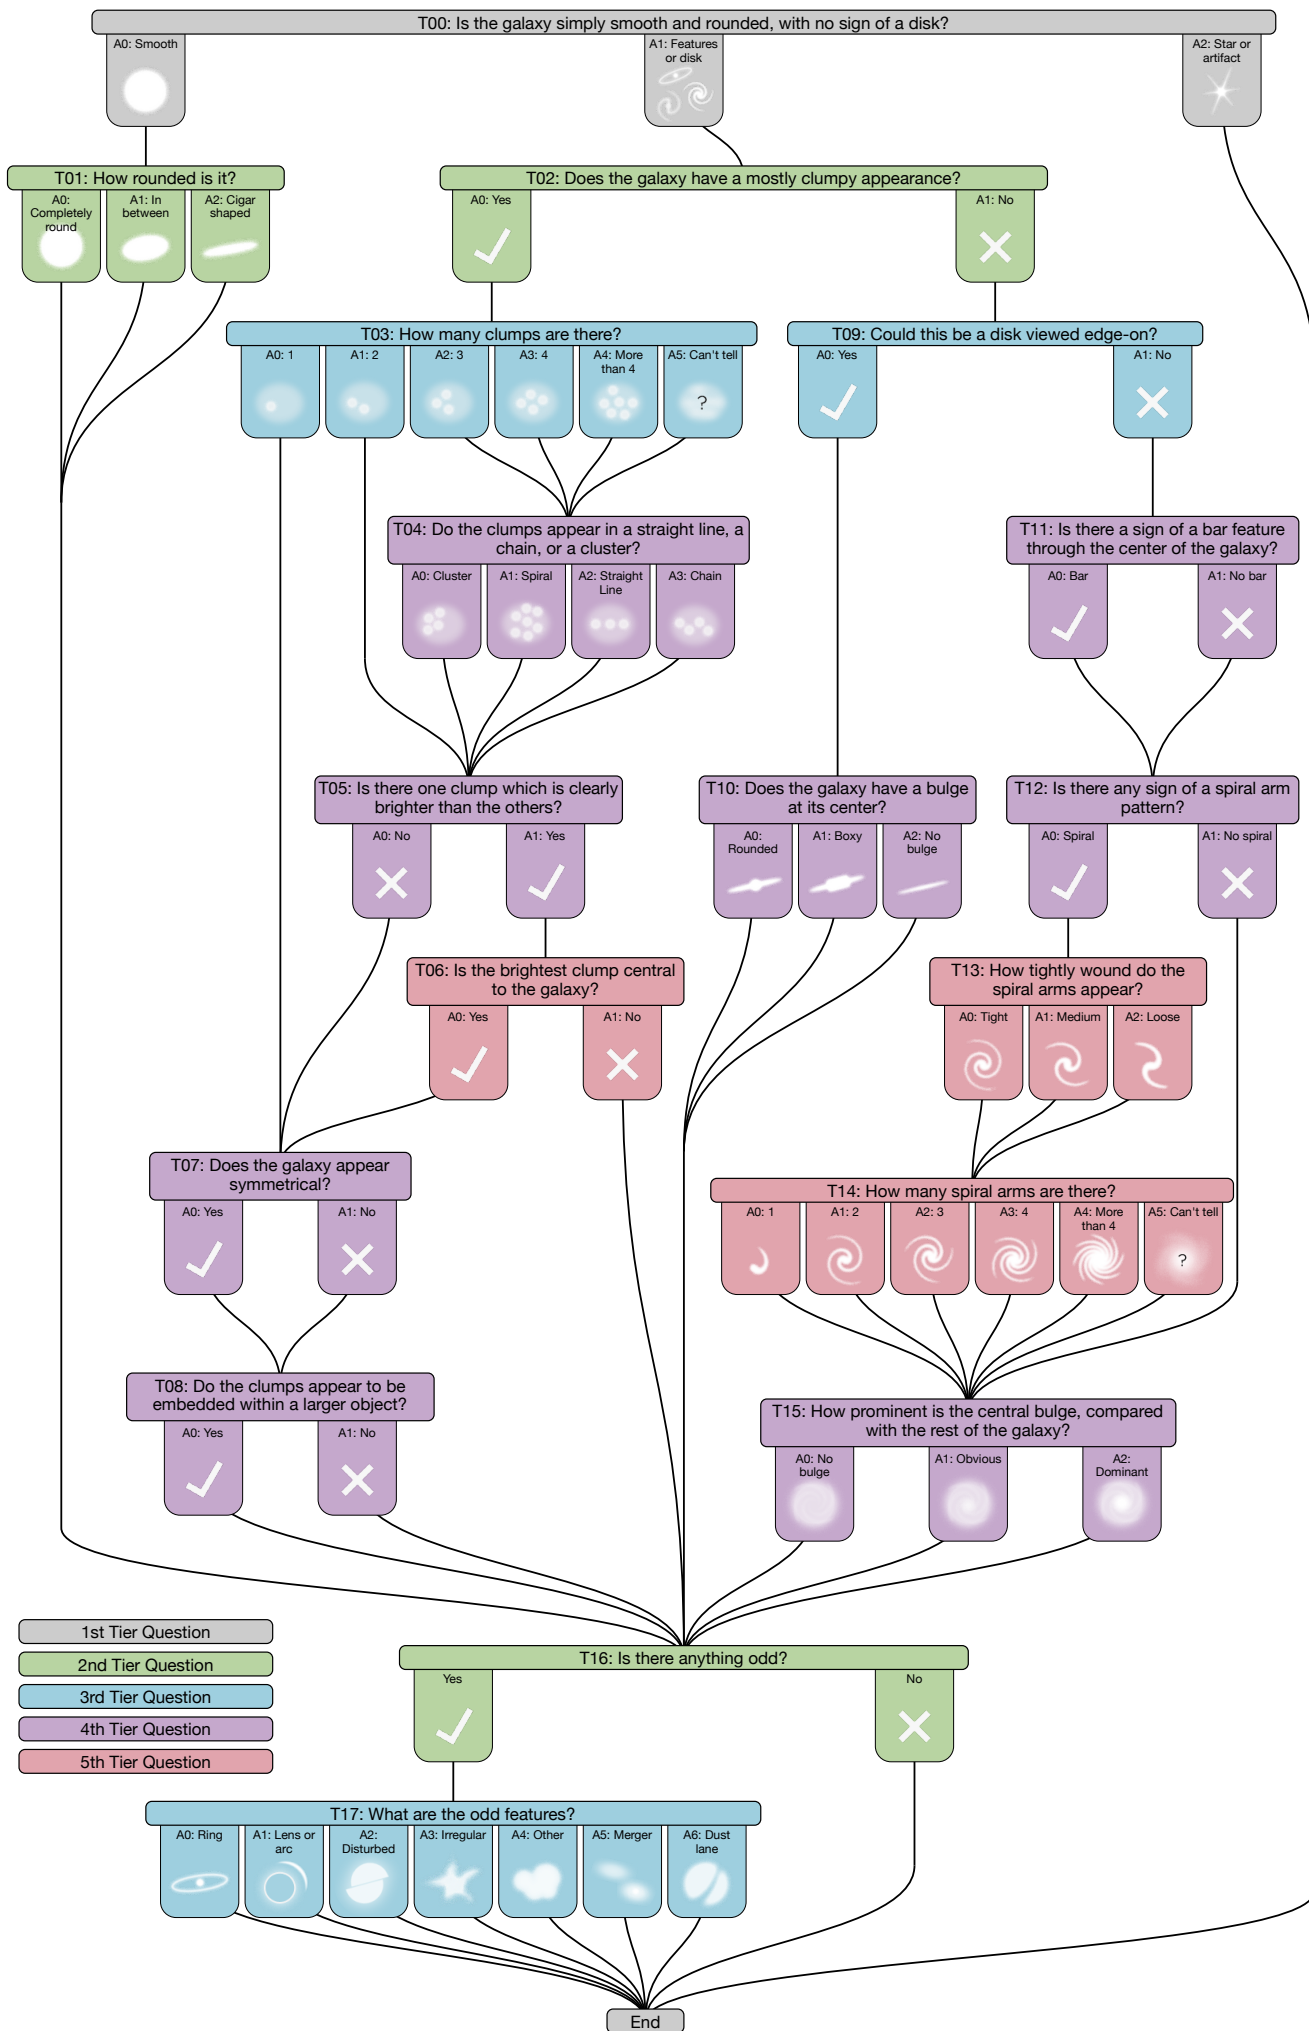 T00: Is the galaxy simply smooth and rounded, with no sign of a disk?
A0: Smooth
A1: Features
or disk
A2: Star or
artifact
T01: How rounded is it?
A0:
Completely
round
A1: In
between
A2: Cigar
shaped
T02: Does the galaxy have a mostly clumpy appearance?
A0: Yes
A1: No
T03: How many clumps are there?
A0: 1
A1: 2
A2: 3
A3: 4
A4: More
than 4
A5: Can't tell
?
T09: Could this be a disk viewed edge-on?
A0: Yes
A1: No
T04: Do the clumps appear in a straight line, a
chain, or a cluster?
A0: Cluster
A1: Spiral
A2: Straight
Line
A3: Chain
T11: Is there a sign of a bar feature
through the center of the galaxy?
A0: Bar
A1: No bar
T05: Is there one clump which is clearly
brighter than the others?
A0: No
A1: Yes
T10: Does the galaxy have a bulge
at its center?
A0:
Rounded
A1: Boxy
A2: No
bulge
T12: Is there any sign of a spiral arm
pattern?
A0: Spiral
A1: No spiral
T06: Is the brightest clump central
to the galaxy?
A0: Yes
A1: No
T13: How tightly wound do the
spiral arms appear?
A0: Tight
A1: Medium
A2: Loose
T07: Does the galaxy appear
symmetrical?
A0: Yes
A1: No
T14: How many spiral arms are there?
A0: 1
A1: 2
A2: 3
A3: 4
A4: More
than 4
A5: Can't tell
?
T08: Do the clumps appear to be
embedded within a larger object?
A0: Yes
A1: No
T15: How prominent is the central bulge, compared
with the rest of the galaxy?
A0: No
bulge
A1: Obvious
A2:
Dominant
1st Tier Question
2nd Tier Question
3rd Tier Question
4th Tier Question
5th Tier Question
T16: Is there anything odd?
Yes
No
T17: What are the odd features?
A0: Ring
A1: Lens or
arc
A2:
Disturbed
A3: Irregular
A4: Other
A5: Merger
A6: Dust
lane
End